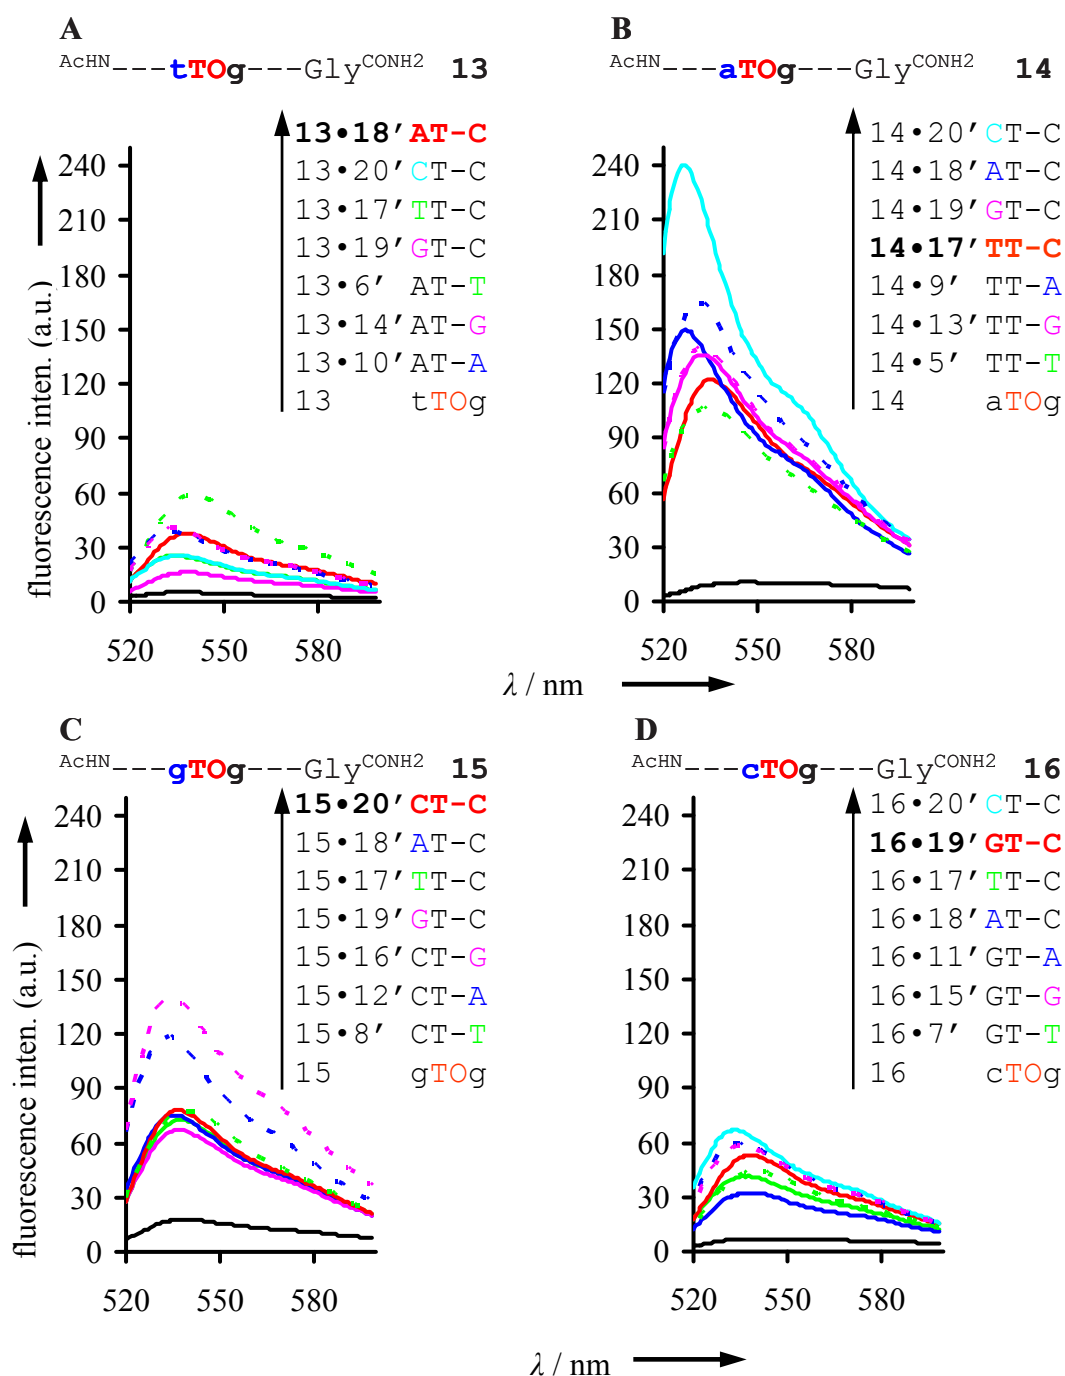 A
AcHN---tTOg---GlyCONH2 13
13•18′ AT-C
13•20′ CT-C
13•17′ TT-C
13•19′ GT-C
13•6′ AT-T
13•14′ AT-G
13•10′ AT-A
13 tTOg
fluorescence inten. (a.u.)
240
210
180
150
120
90
60
30
0
520 550 580
B
AcHN---aTOg---GlyCONH2 14
14•20′ CT-C
14•18′ AT-C
14•19′ GT-C
14•17′ TT-C
14•9′ TT-A
14•13′ TT-G
14•5′ TT-T
14 aTOg
240
210
180
150
120
90
60
30
0
520 550 580
λ / nm
C
AcHN---gTOg---GlyCONH2 15
15•20′ CT-C
15•18′ AT-C
15•17′ TT-C
15•19′ GT-C
15•16′ CT-G
15•12′ CT-A
15•8′ CT-T
15 gTOg
fluorescence inten. (a.u.)
240
210
180
150
120
90
60
30
0
520 550 580
D
AcHN---cTOg---GlyCONH2 16
16•20′ CT-C
16•19′ GT-C
16•17′ TT-C
16•18′ AT-C
16•11′ GT-A
16•15′ GT-G
16•7′ GT-T
16 cTOg
240
210
180
150
120
90
60
30
0
520 550 580
λ / nm